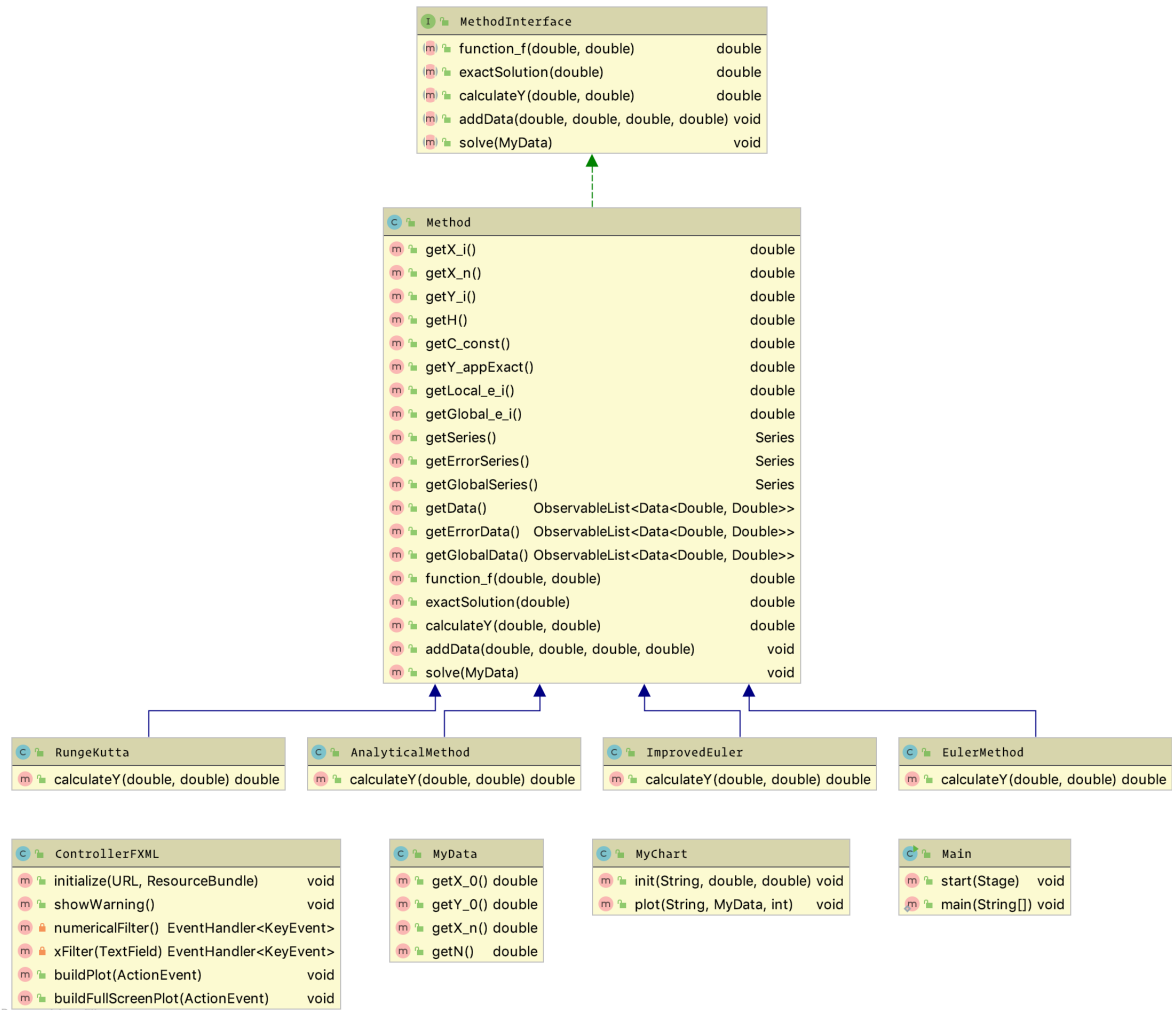 I MethodInterface
m function_f(double, double) double
m exactSolution(double) double
m calculateY(double, double) double
m addData(double, double, double, double) void
m solve(MyData) void
C Method
m getX_i() double
m getX_n() double
m getY_i() double
m getH() double
m getC_const() double
m getY_appExact() double
m getLocal_e_i() double
m getGlobal_e_i() double
m getSeries() Series
m getErrorSeries() Series
m getGlobalSeries() Series
m getData() ObservableList<Data<Double, Double>>
m getErrorData() ObservableList<Data<Double, Double>>
m getGlobalData() ObservableList<Data<Double, Double>>
m function_f(double, double) double
m exactSolution(double) double
m calculateY(double, double) double
m addData(double, double, double, double) void
m solve(MyData) void
C RungeKutta
m calculateY(double, double) double
C AnalyticalMethod
m calculateY(double, double) double
C ImprovedEuler
m calculateY(double, double) double
C EulerMethod
m calculateY(double, double) double
C ControllerFXML
m initialize(URL, ResourceBundle) void
m showWarning() void
m numericalFilter() EventHandler<KeyEvent>
m xFilter(TextField) EventHandler<KeyEvent>
m buildPlot(ActionEvent) void
m buildFullScreenPlot(ActionEvent) void
C MyData
m getX_0() double
m getY_0() double
m getX_n() double
m getN() double
C MyChart
m init(String, double, double) void
m plot(String, MyData, int) void
C Main
m start(Stage) void
m main(String[]) void